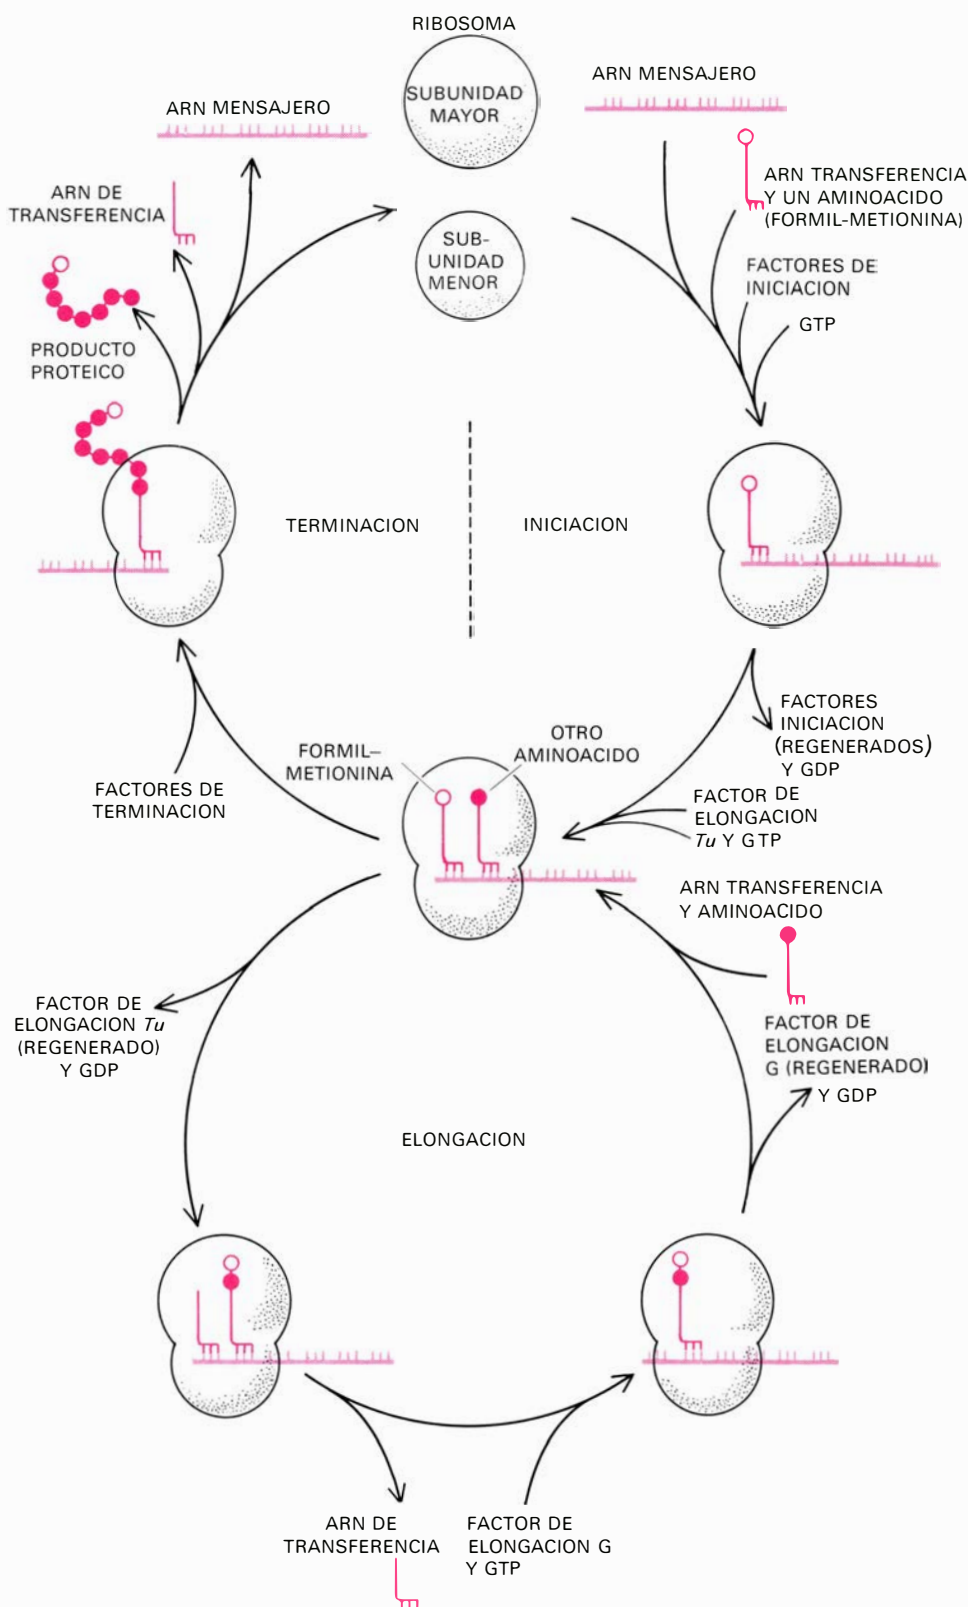 RIBOSOMA
SUBUNIDAD
MAYOR
ARN MENSAJERO
ARN MENSAJERO
ARN DE
TRANSFERENCIA
ARN TRANSFERENCIA
Y UN AMINOACIDO
(FORMIL-METIONINA)
SUB-
UNIDAD
MENOR
FACTORES DE
INICIACION
GTP
PRODUCTO
PROTEICO
TERMINACION
INICIACION
FACTORES
INICIACION
(REGENERADOS)
Y GDP
FORMIL–
METIONINA
OTRO
AMINOACIDO
FACTORES DE
TERMINACION
FACTOR DE
ELONGACION
Tu Y GTP
ARN TRANSFERENCIA
Y AMINOACIDO
FACTOR DE
ELONGACION Tu
(REGENERADO)
Y GDP
FACTOR DE
ELONGACION
G (REGENERADO)
Y GDP
ELONGACION
ARN DE
TRANSFERENCIA
FACTOR DE
ELONGACION G
Y GTP